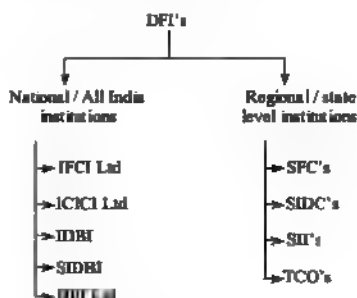 DFI's
National / All India
institutions
Regional / state
level institutions
IFCI Ltd
ICICI Ltd
IDBI
SIDBI
SFC's
SIDC's
SII's
TCO's